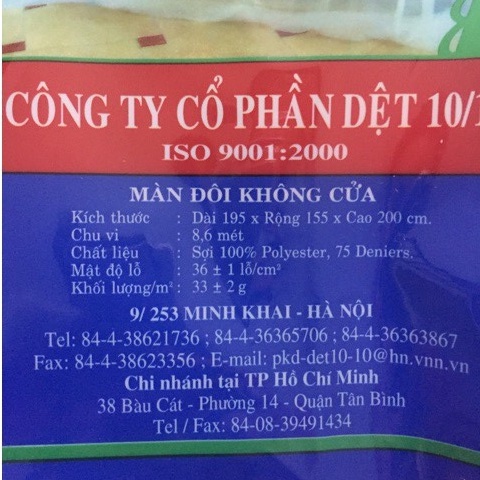 CÔNG TY CỔ PHẦN DỆT 10/1
ISO 9001:2000
MÀN ĐÔI KHÔNG CỬA
Kích thước : Dài 195 x Rộng 155 x Cao 200 cm.
Chu vi : 8,6 mét
Chất liệu : Sợi 100% Polyester, 75 Deniers.
Mật độ lỗ : 36 ± 1 lỗ/cm²
Khối lượng/m² : 33 ± 2 g
9/ 253 MINH KHAI - HÀ NỘI
Tel: 84-4-38621736 ; 84-4-36365706 ; 84-4-36363867
Fax: 84-4-38623356 ; E-mail: pkd-det10-10@hn.vnn.vn
Chi nhánh tại TP Hồ Chí Minh
38 Bàu Cát - Phường 14 - Quận Tân Bình
Tel / Fax: 84-08-39491434